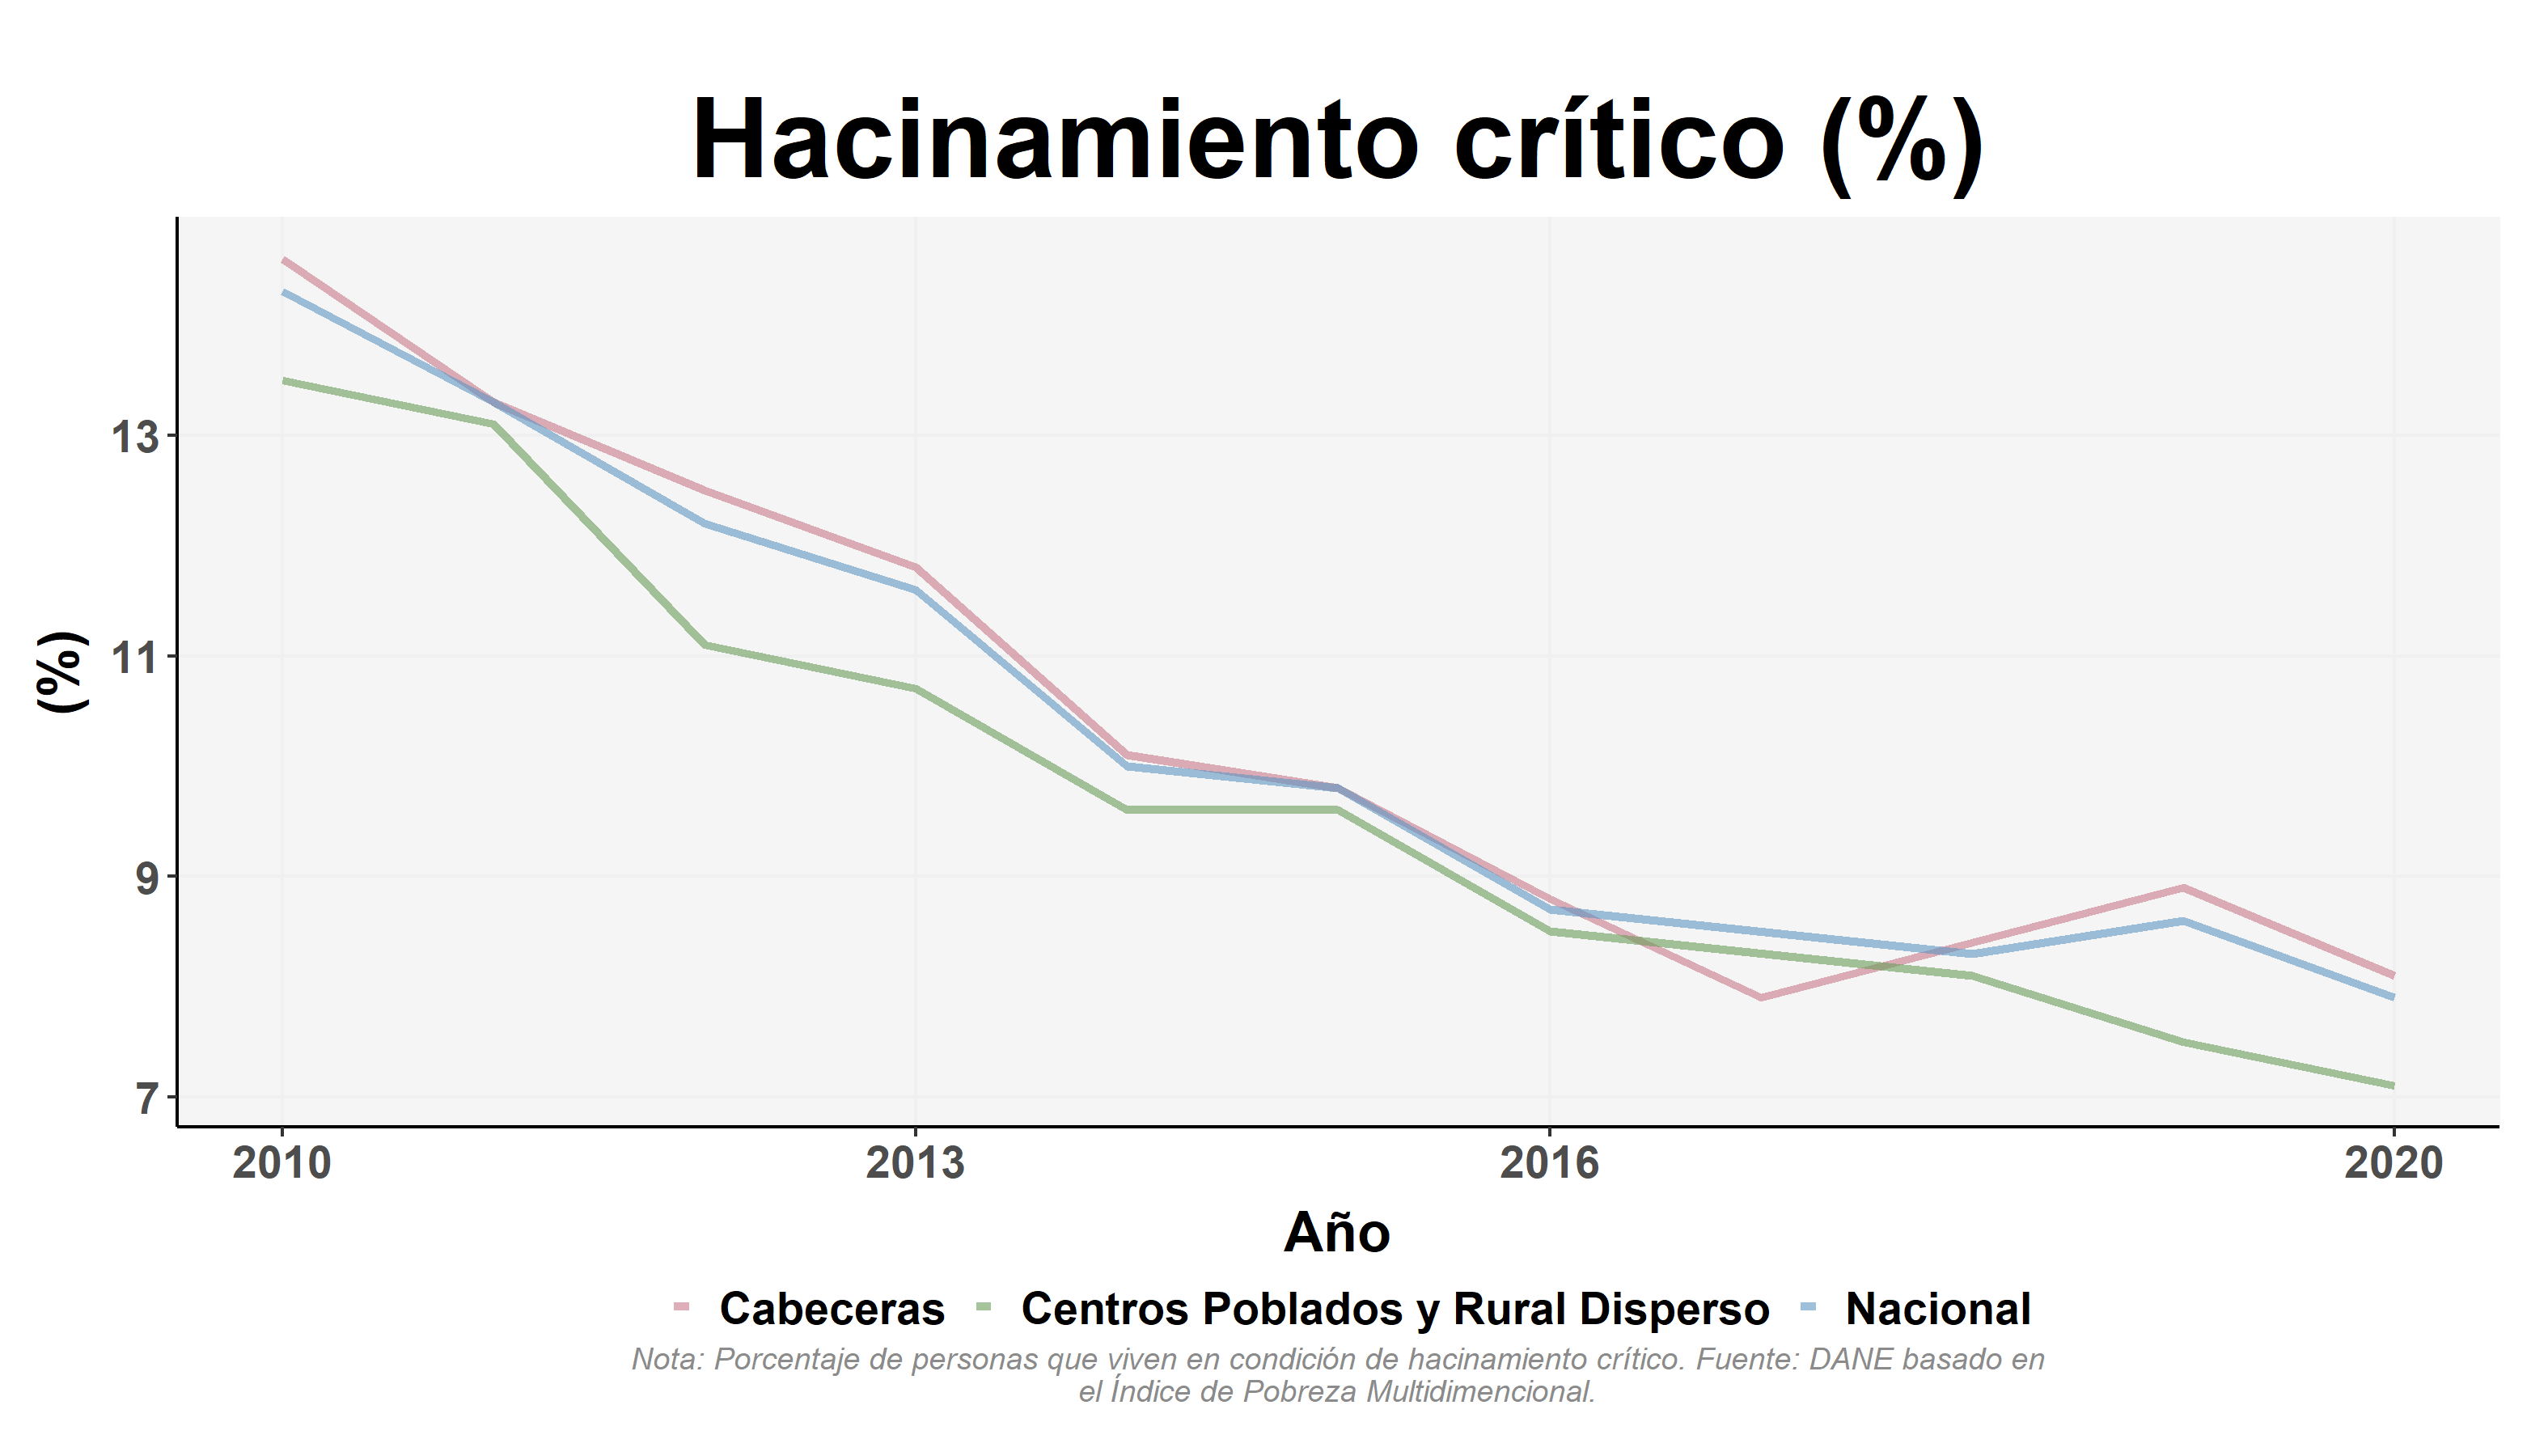 Hacinamiento crítico (%)
(%)
13
11
9
7
2010 2013 2016 2020
Año
Cabeceras Centros Poblados y Rural Disperso Nacional
Nota: Porcentaje de personas que viven en condición de hacinamiento crítico. Fuente: DANE basado en
el Índice de Pobreza Multidimencional.